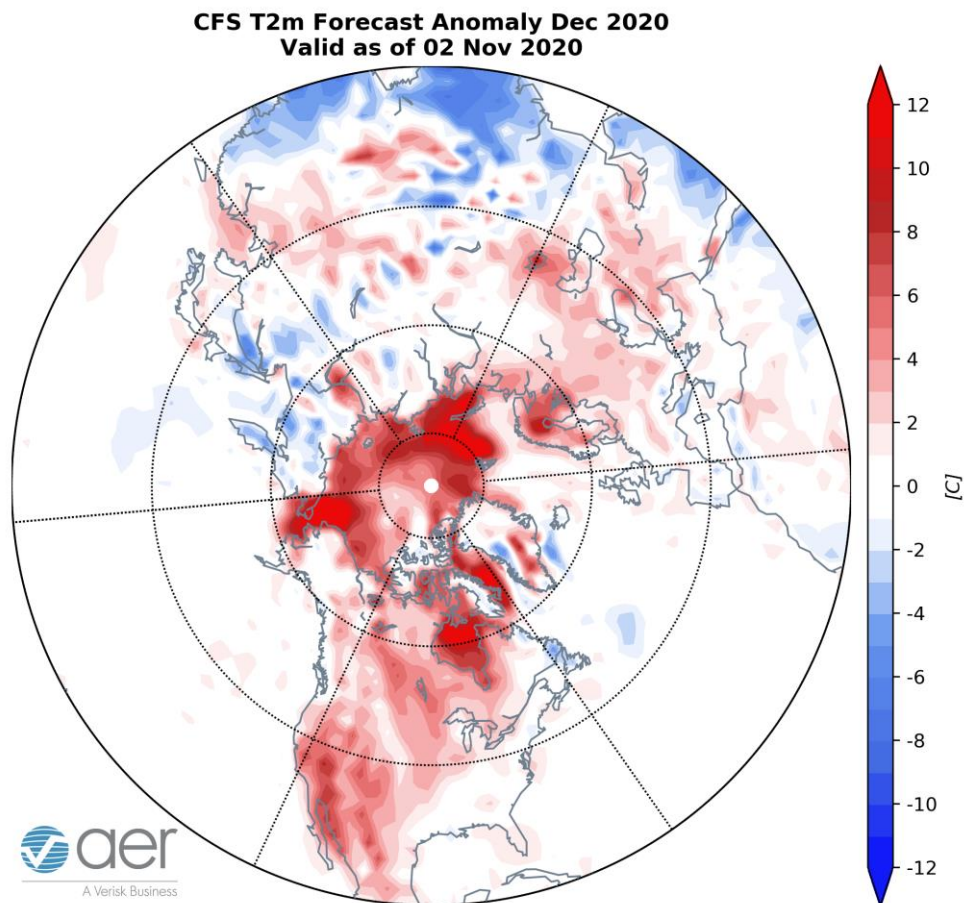 CFS T2m Forecast Anomaly Dec 2020
Valid as of 02 Nov 2020
12
10
8
6
4
2
0
-2
-4
-6
-8
-10
-12
[C]
aer
A Verisk Business